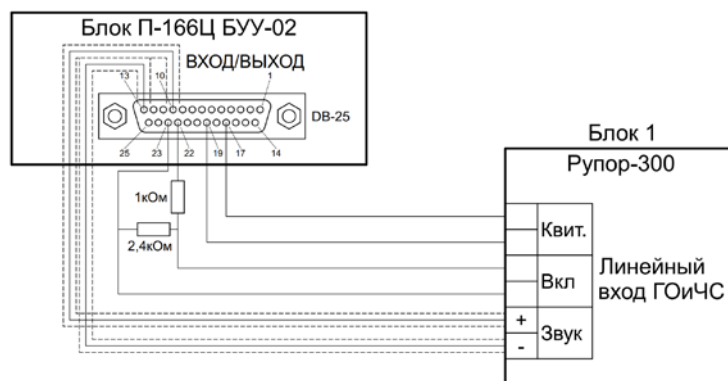 Блок П-166Ц БУУ-02
ВХОД/ВЫХОД
13 10 1
DB-25
25 23 22 19 17 14
1кОм
2,4кОм
Блок 1
Рупор-300
Квит.
Вкл
Линейный
вход ГОиЧС
+
Звук
-